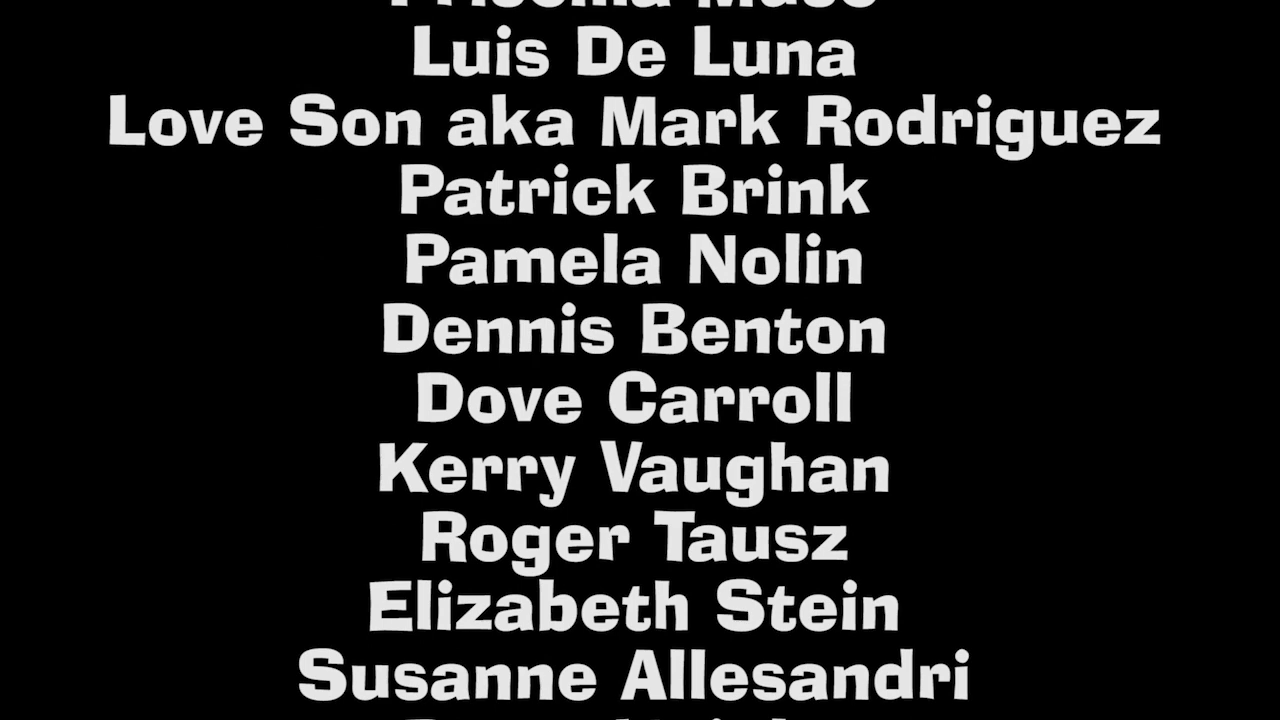 Luis De Luna
Love Son aka Mark Rodriguez
Patrick Brink
Pamela Nolin
Dennis Benton
Dove Carroll
Kerry Vaughan
Roger Tausz
Elizabeth Stein
Susanne Allesandri